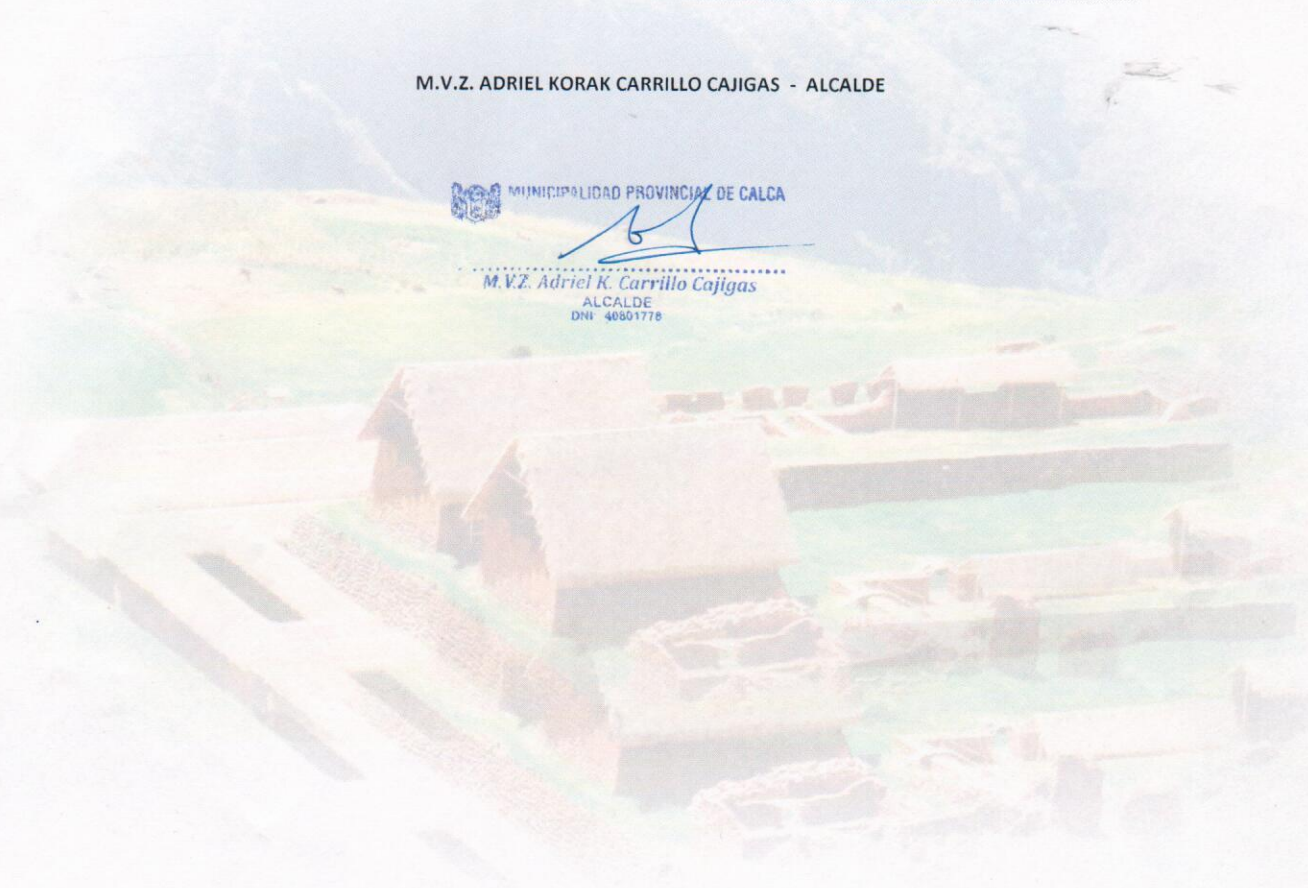 M.V.Z. ADRIEL KORAK CARRILLO CAJIGAS - ALCALDE
MUNICIPALIDAD PROVINCIAL DE CALCA
M.V.Z. Adriel K. Carrillo Cajigas
ALCALDE
DNI 40801778